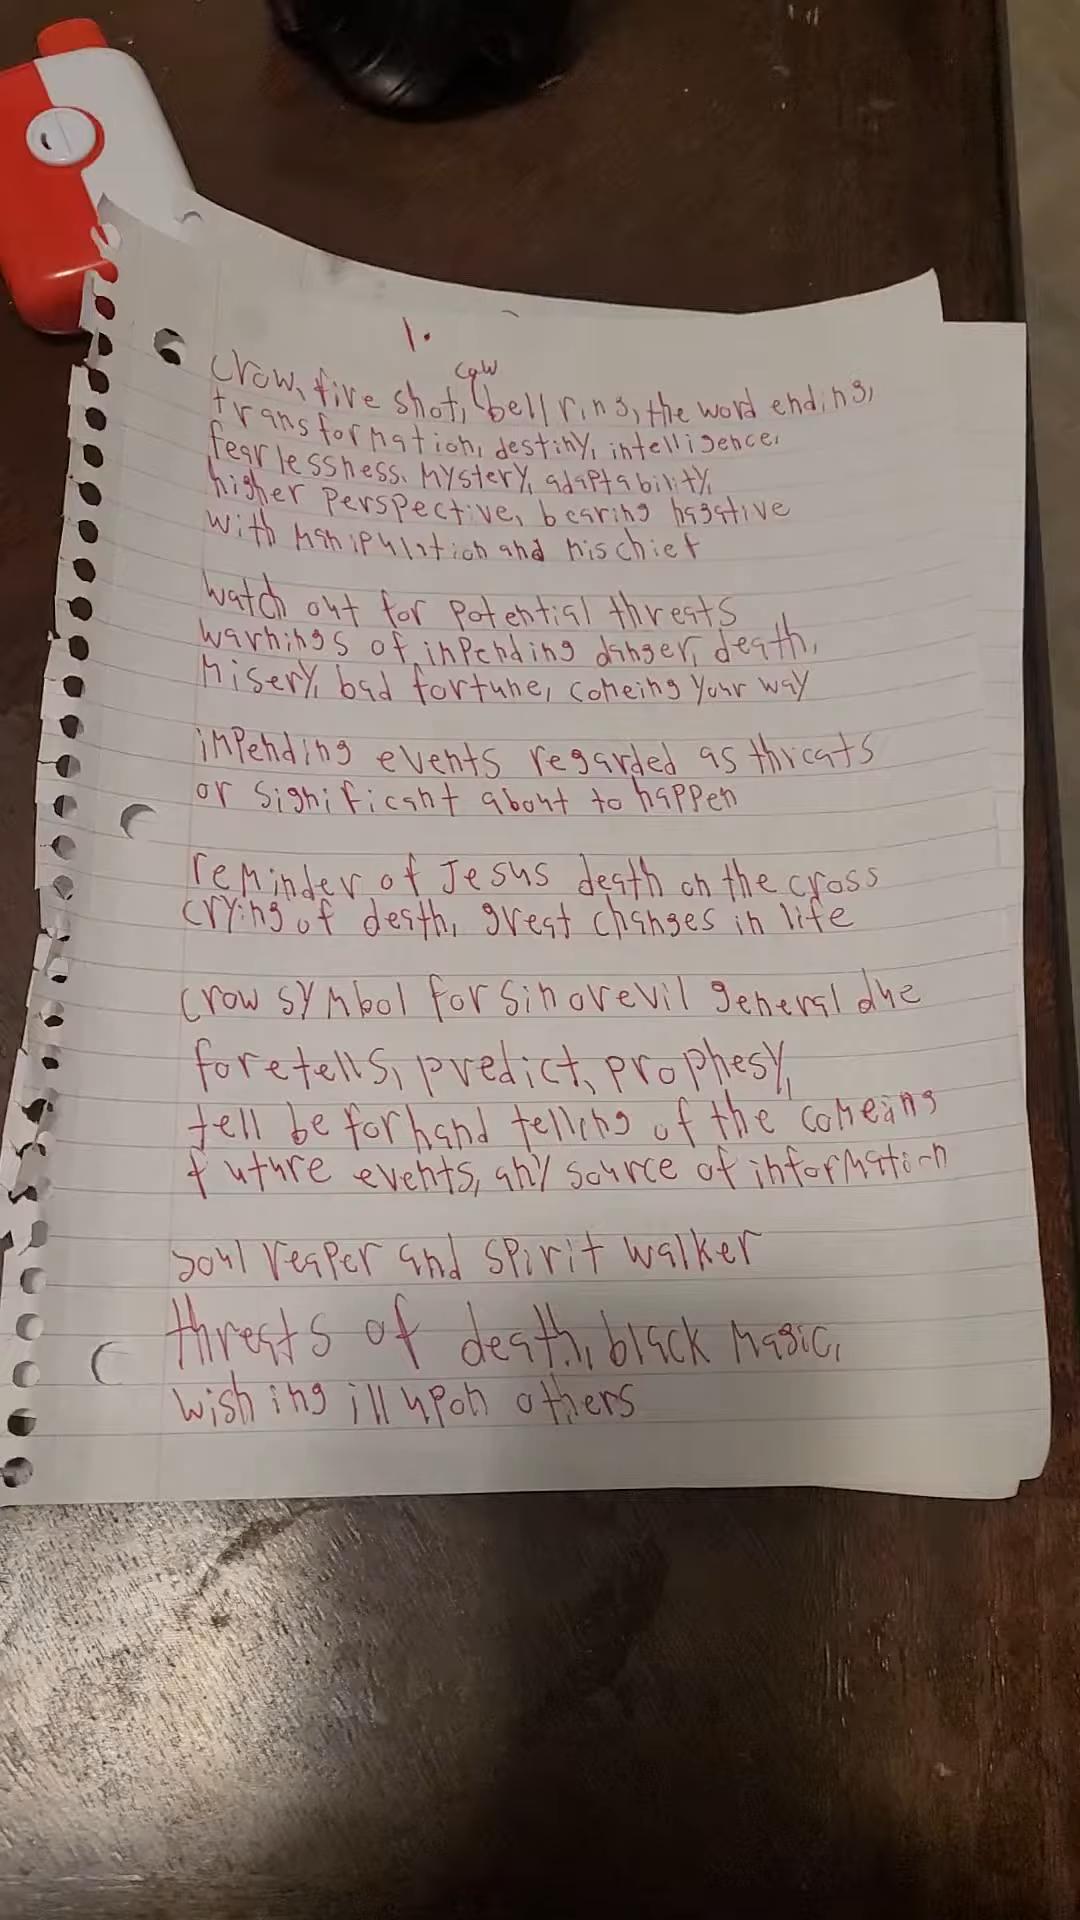 1.
caw
Crow, five shot, bell ring, the word ending,
transformation, destiny, intelligence,
fearlessness, mystery, adaptability,
higher perspective, bearing nagative
with manipulation and mischief
watch out for potential threats
warnings of inpending danger, death,
misery, bad fortune, comeing your way
impending events regarded as threats
or significant about to happen
reminder of Jesus death on the cross
crying of death, great changes in life
crow symbol for sin or evil general due
foretells, predict, prophesy,
tell beforhand telling of the comeing
future events, any source of information
soul reaper and spirit walker
threats of death, black magic,
wishing ill upon others